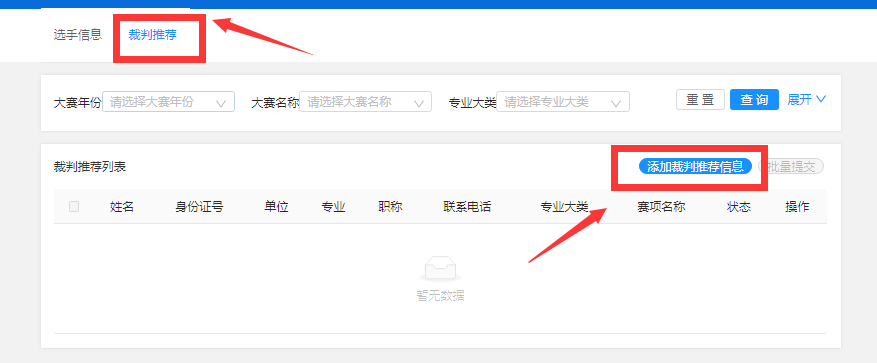 选手信息 裁判推荐
大赛年份 请选择大赛年份 大赛名称 请选择大赛名称 专业大类 请选择专业大类 重 置 查 询 展开
裁判推荐列表 添加裁判推荐信息 批量提交
姓名 身份证号 单位 专业 职称 联系电话 专业大类 赛项名称 状态 操作
暂无数据